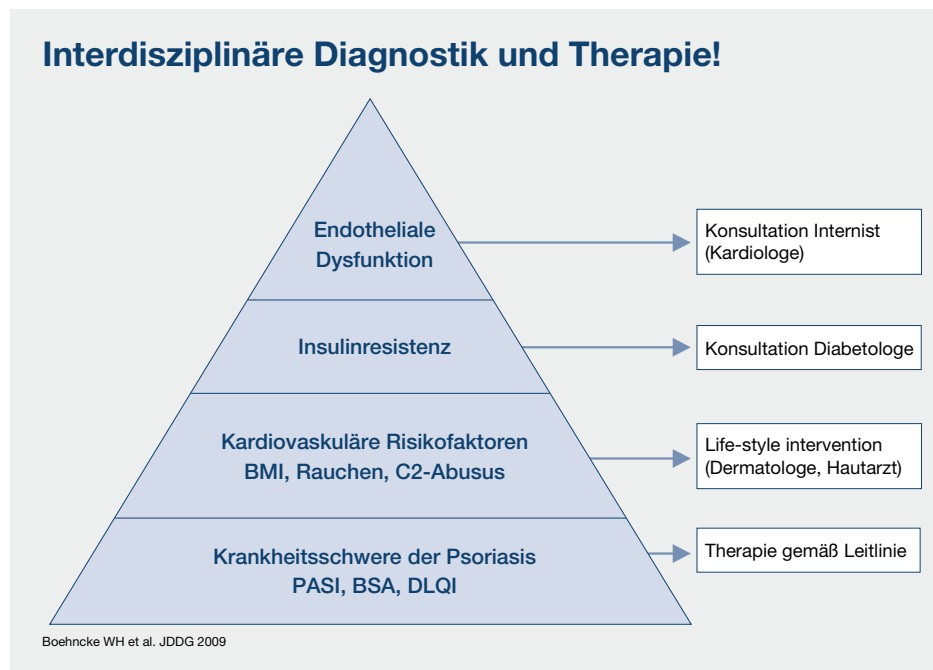 Interdisziplinäre Diagnostik und Therapie!
Endotheliale
Dysfunktion
Konsultation Internist
(Kardiologe)
Insulinresistenz
Konsultation Diabetologe
Kardiovaskuläre Risikofaktoren
BMI, Rauchen, C2-Abusus
Life-style intervention
(Dermatologe, Hautarzt)
Krankheitsschwere der Psoriasis
PASI, BSA, DLQI
Therapie gemäß Leitlinie
Boehncke WH et al. JDDG 2009